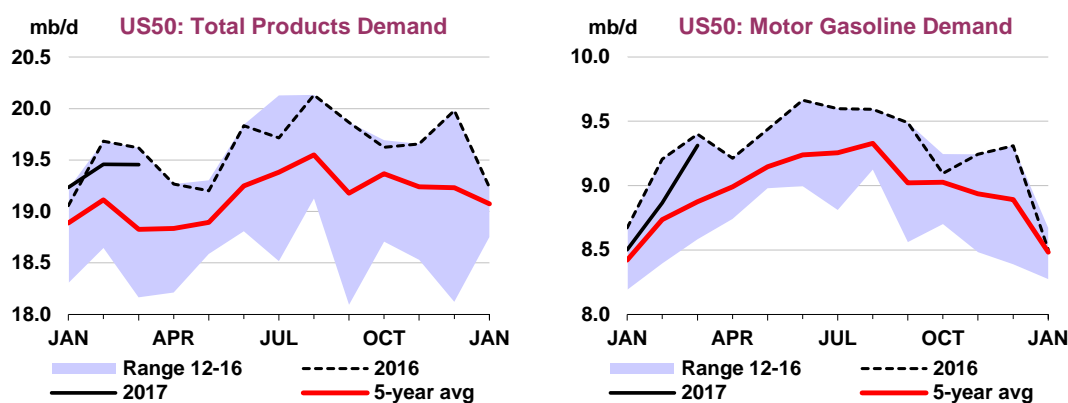 US50: Total Products Demand
mb/d
20.5
20.0
19.5
19.0
18.5
18.0
JAN APR JUL OCT JAN
Range 12-16 2016
2017 5-year avg
US50: Motor Gasoline Demand
mb/d
10.0
9.5
9.0
8.5
8.0
JAN APR JUL OCT JAN
Range 12-16 2016
2017 5-year avg